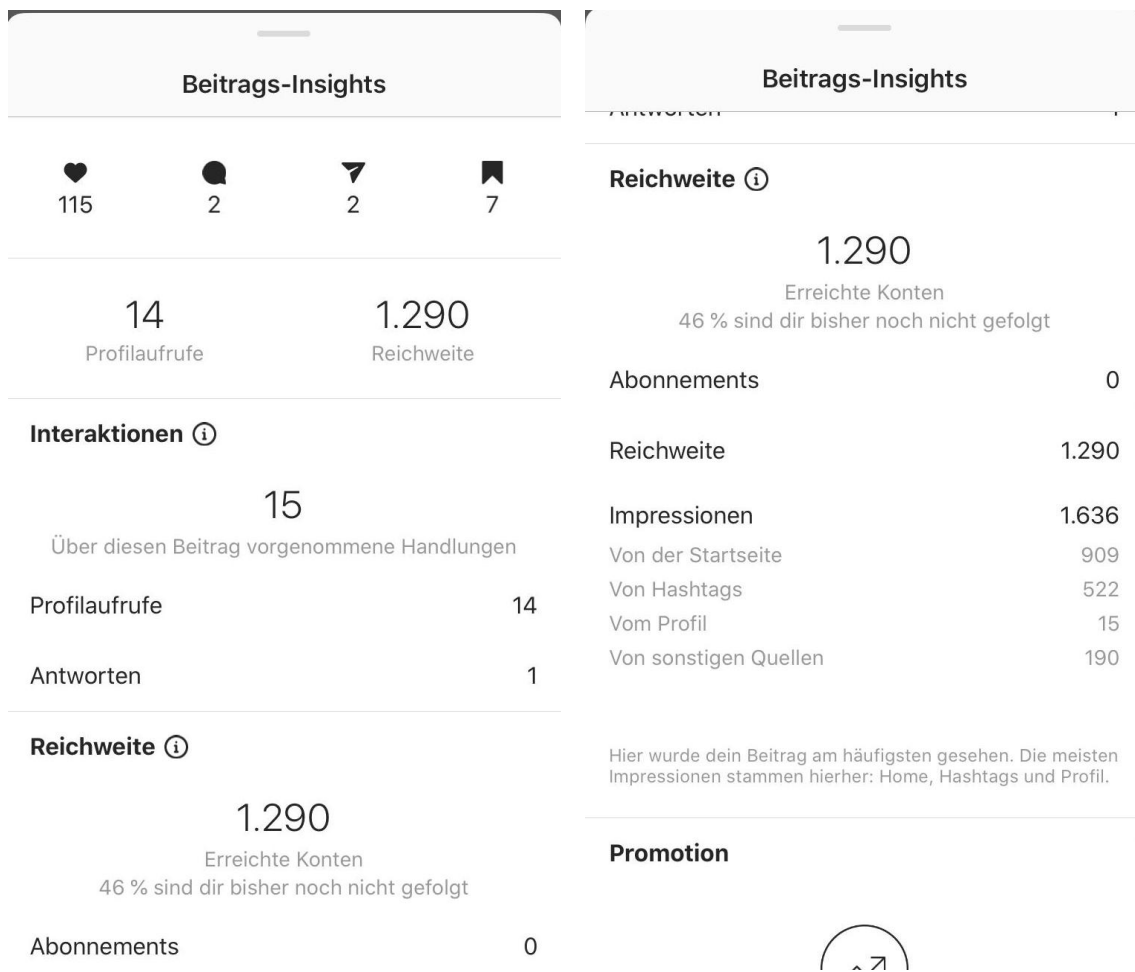 Beitrags-Insights
115 2 2 7
14 1.290
Profilaufrufe Reichweite
Interaktionen
15
Über diesen Beitrag vorgenommene Handlungen
Profilaufrufe 14
Antworten 1
Reichweite
1.290
Erreichte Konten
46 % sind dir bisher noch nicht gefolgt
Abonnements 0
Beitrags-Insights
Antworten 1
Reichweite
1.290
Erreichte Konten
46 % sind dir bisher noch nicht gefolgt
Abonnements 0
Reichweite 1.290
Impressionen 1.636
Von der Startseite 909
Von Hashtags 522
Vom Profil 15
Von sonstigen Quellen 190
Hier wurde dein Beitrag am häufigsten gesehen. Die meisten
Impressionen stammen hierher: Home, Hashtags und Profil.
Promotion